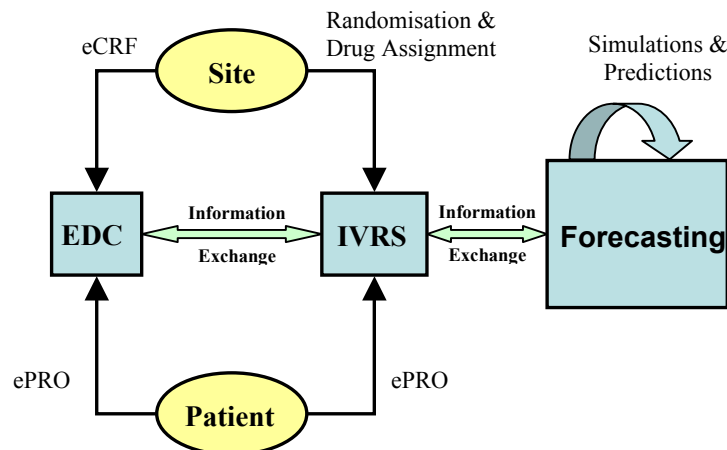 Randomisation &
Drug Assignment
eCRF
Simulations &
Predictions
Site
Information
Exchange
EDC
IVRS
Information
Exchange
Forecasting
ePRO
ePRO
Patient